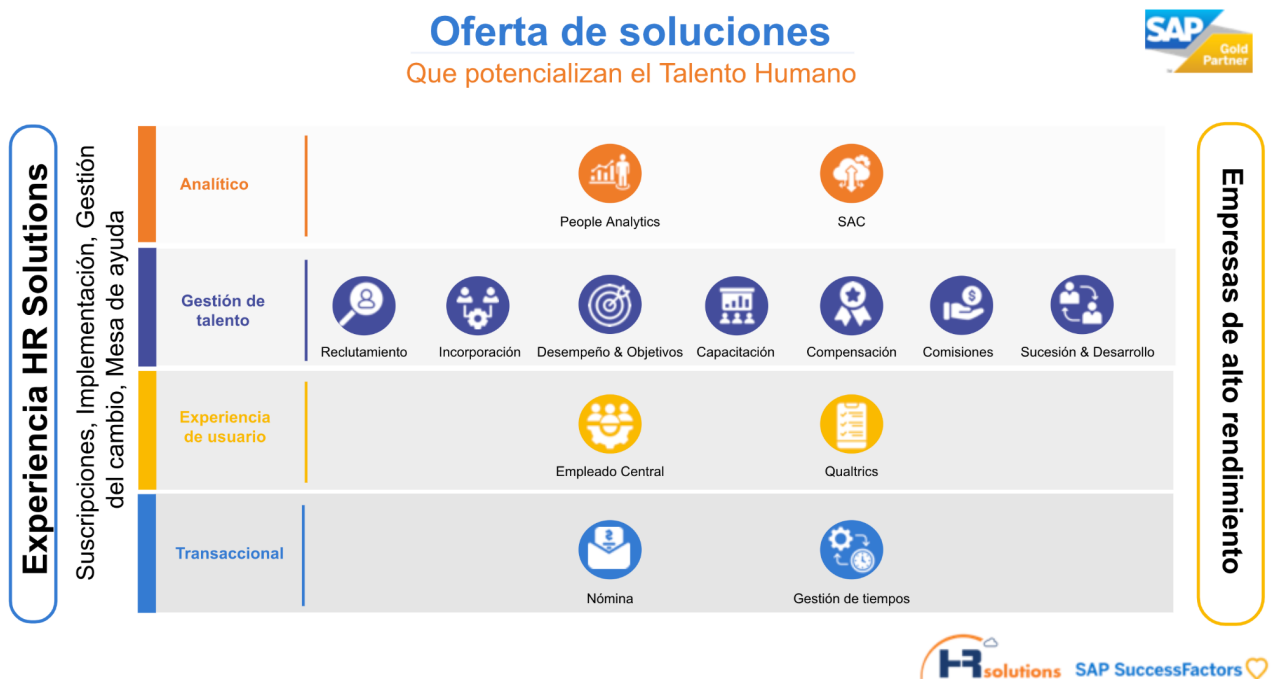 Oferta de soluciones
Que potencializan el Talento Humano
SAP
Gold
Partner
Experiencia HR Solutions
Suscripciones, Implementación, Gestión
del cambio, Mesa de ayuda
Analítico
People Analytics
SAC
Gestión de
talento
Reclutamiento
Incorporación
Desempeño & Objetivos
Capacitación
Compensación
Comisiones
Sucesión & Desarrollo
Experiencia
de usuario
Empleado Central
Qualtrics
Transaccional
Nómina
Gestión de tiempos
Empresas de alto rendimiento
HR solutions
SAP SuccessFactors